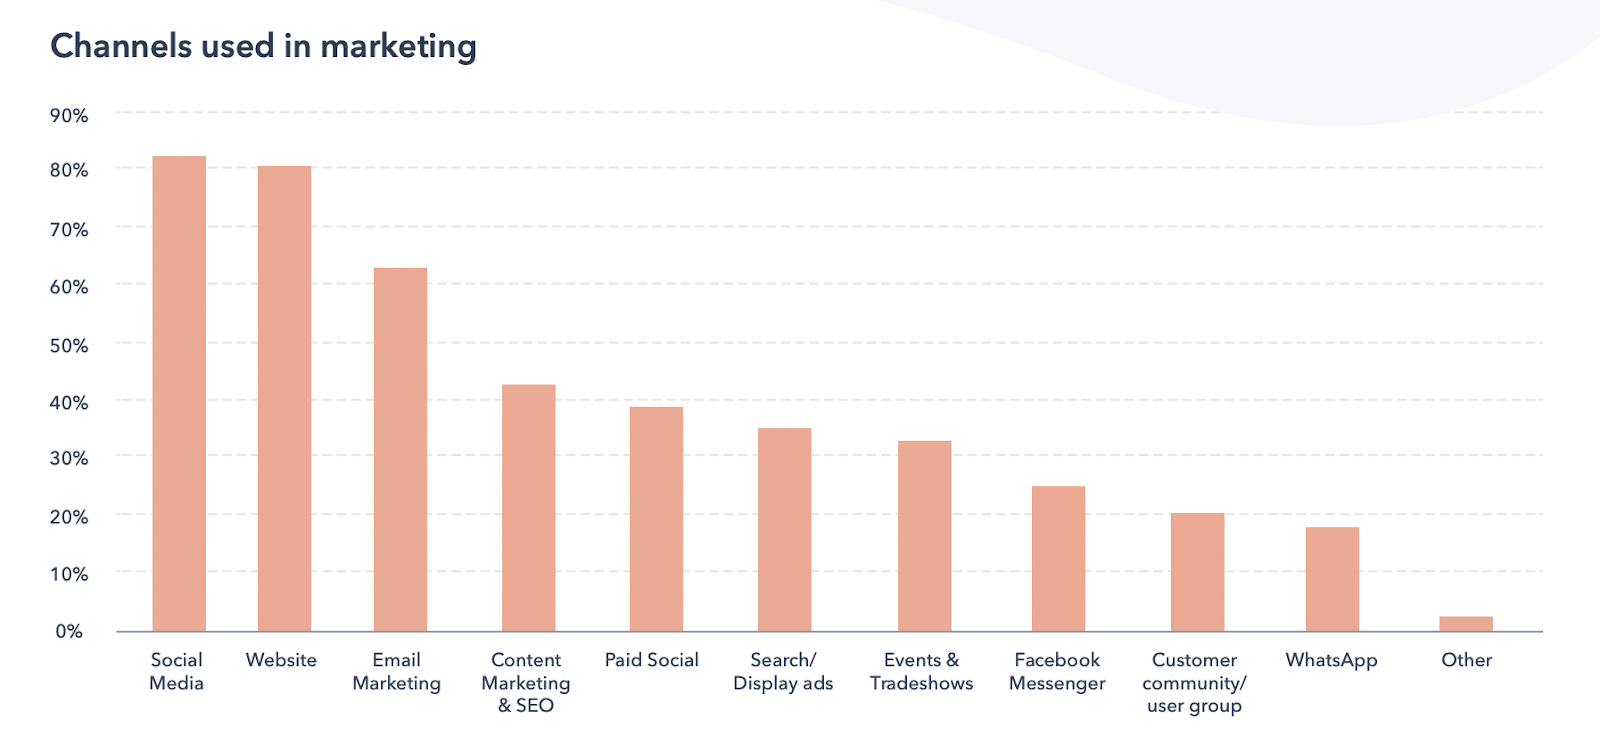 Channels used in marketing
90%
80%
70%
60%
50%
40%
30%
20%
10%
0%
Social
Media
Website
Email
Marketing
Content
Marketing
& SEO
Paid Social
Search/
Display ads
Events &
Tradeshows
Facebook
Messenger
Customer
community/
user group
WhatsApp
Other